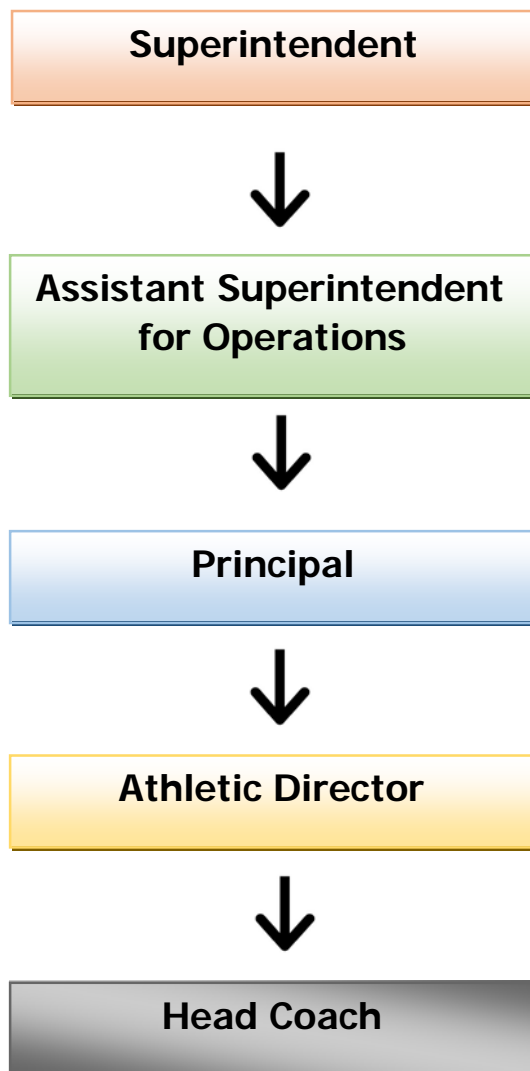 Superintendent
Assistant Superintendent
for Operations
Principal
Athletic Director
Head Coach